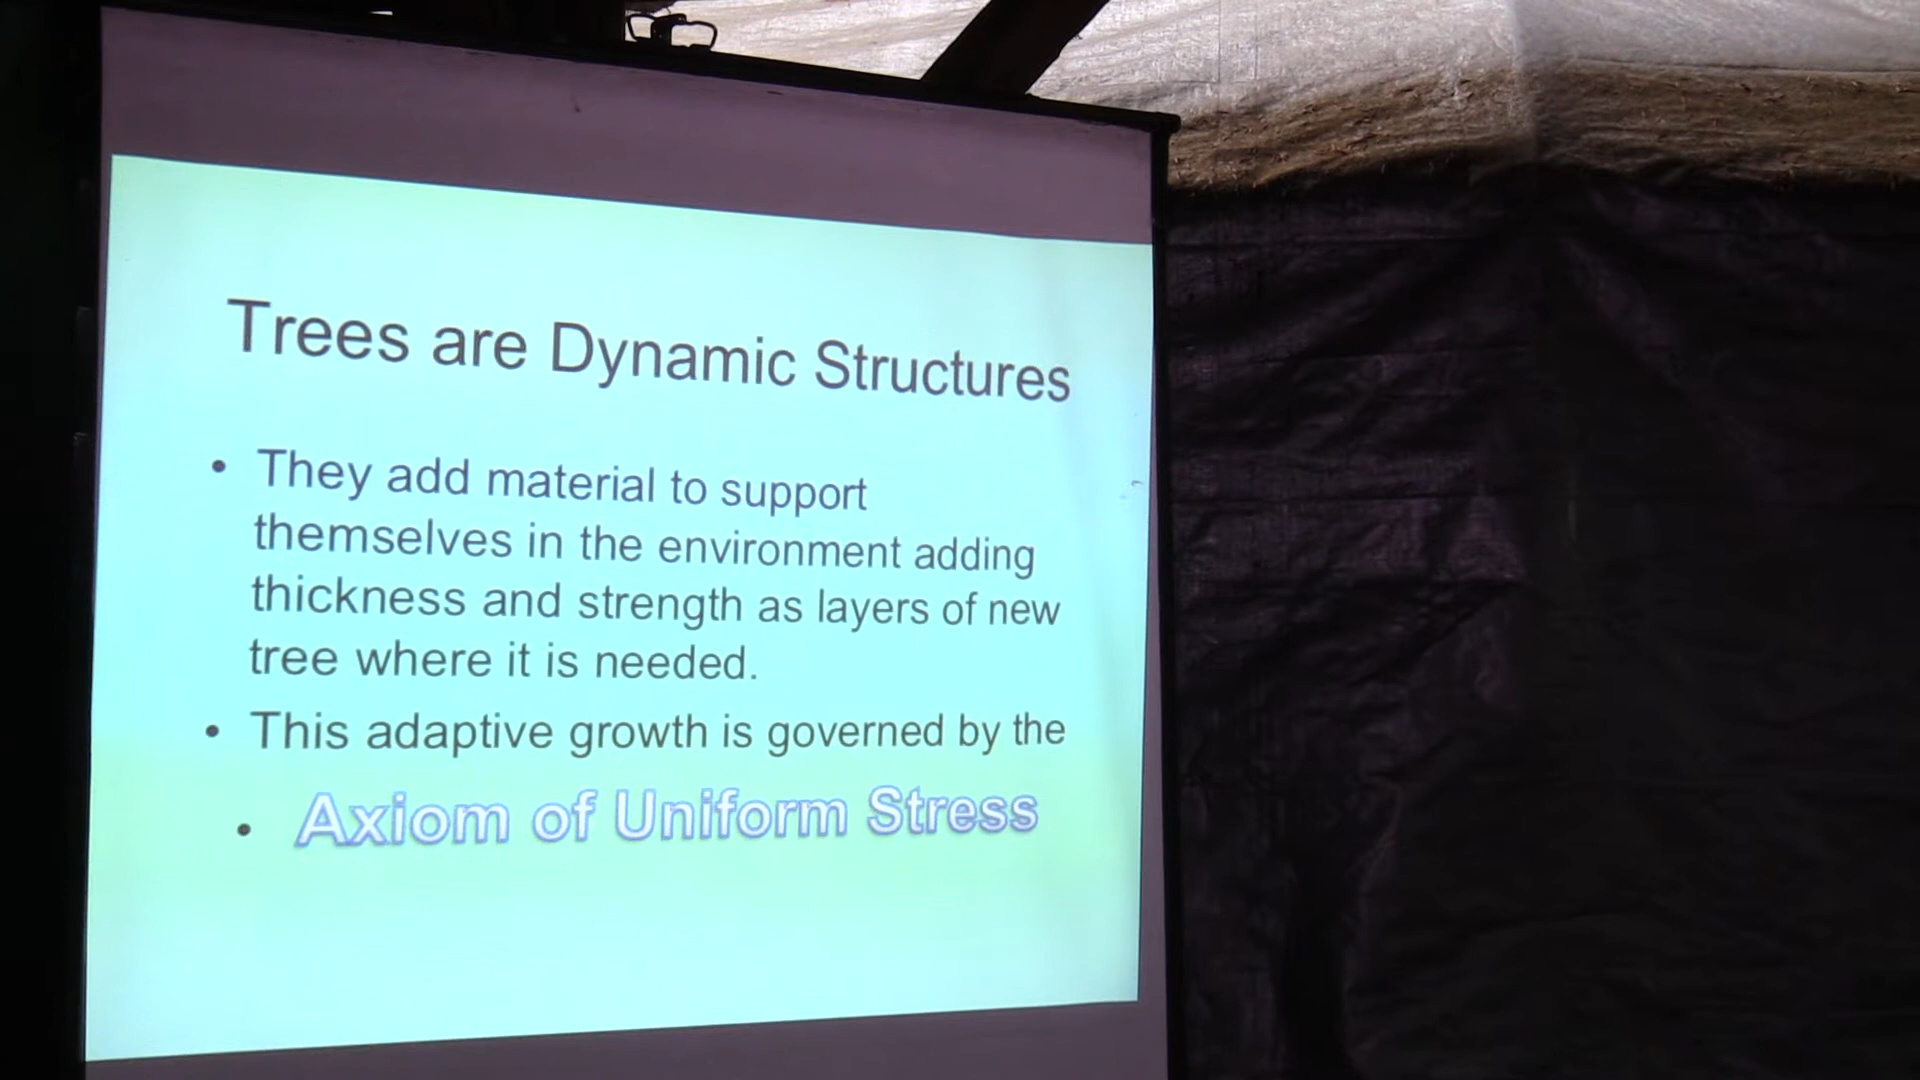 Trees are Dynamic Structures
• They add material to support
themselves in the environment adding
thickness and strength as layers of new
tree where it is needed.
• This adaptive growth is governed by the
• Axiom of Uniform Stress